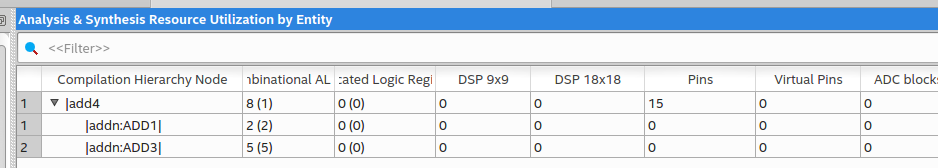 Analysis & Synthesis Resource Utilization by Entity
<<Filter>>
Compilation Hierarchy Node nbinational AL :ated Logic Regi DSP 9x9 DSP 18x18 Pins Virtual Pins ADC block
1 |add4 8 (1) 0 (0) 0 0 15 0 0
1 |addn:ADD1| 2 (2) 0 (0) 0 0 0 0 0
2 |addn:ADD3| 5 (5) 0 (0) 0 0 0 0 0